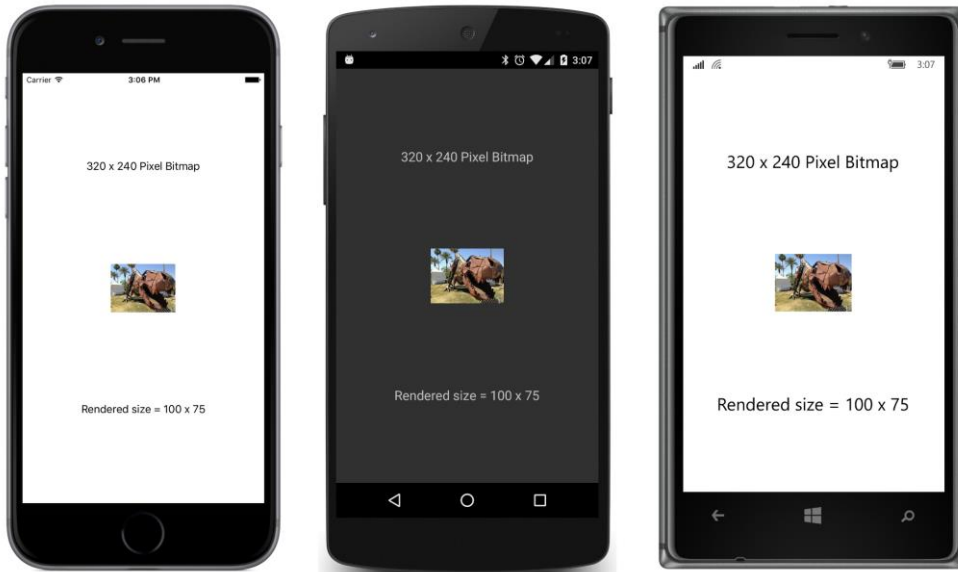 Carrier
3:06 PM
320 x 240 Pixel Bitmap
Rendered size = 100 x 75
3:07
320 x 240 Pixel Bitmap
Rendered size = 100 x 75
3:07
320 x 240 Pixel Bitmap
Rendered size = 100 x 75